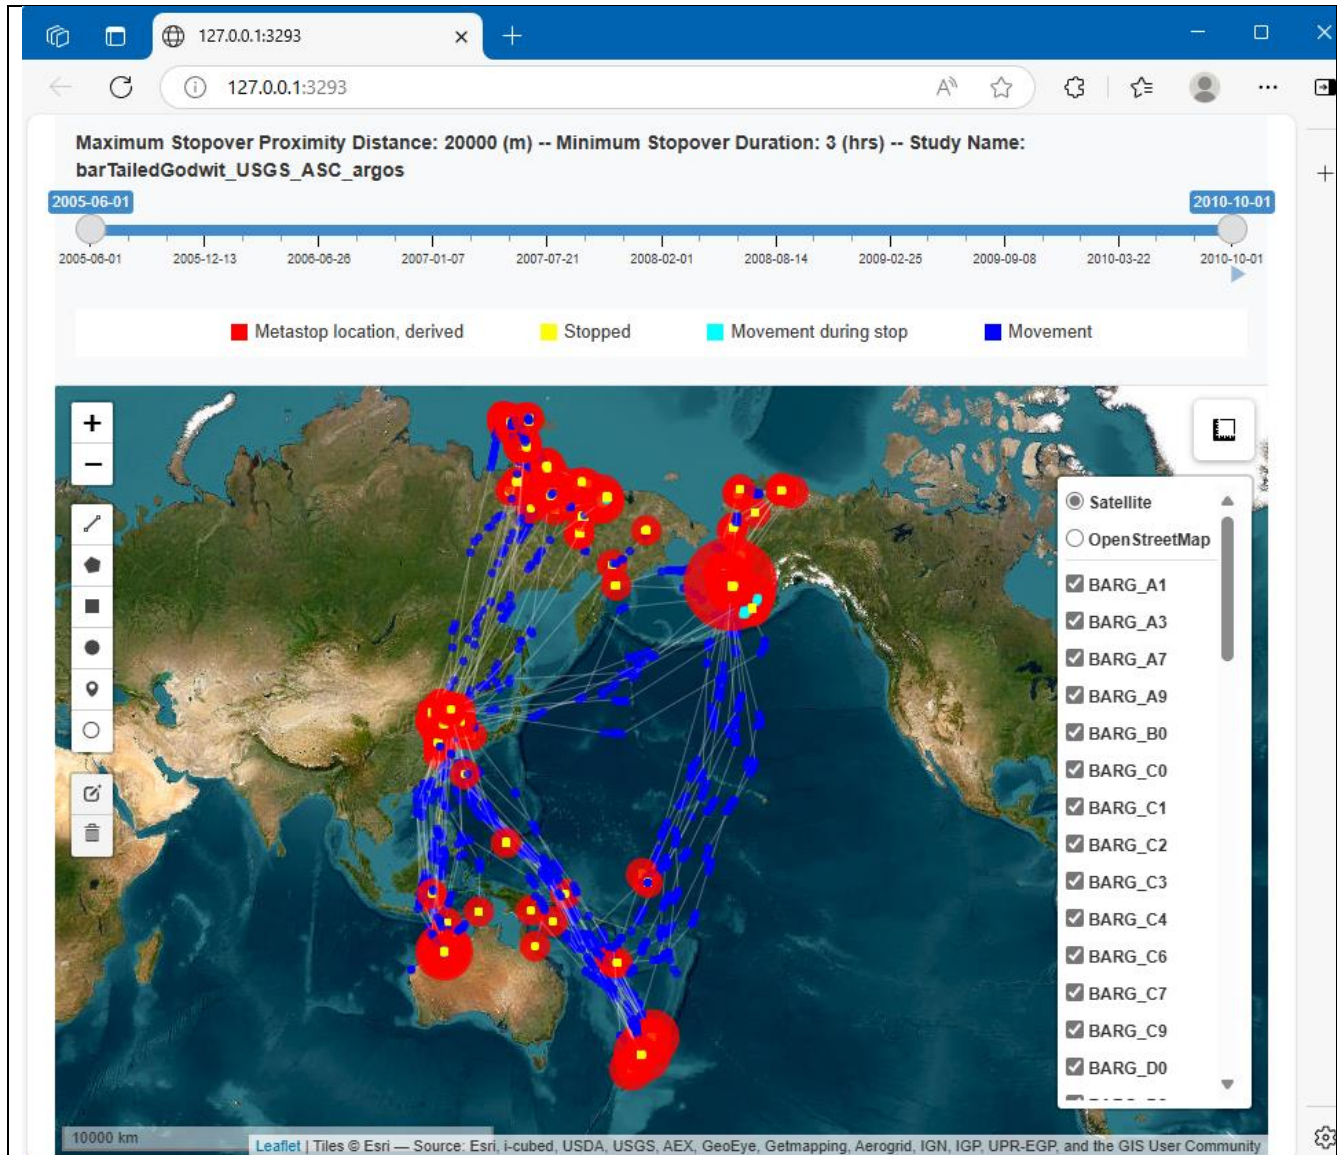 127.0.0.1:3293
127.0.0.1:3293
Maximum Stopover Proximity Distance: 20000 (m) -- Minimum Stopover Duration: 3 (hrs) -- Study Name:
barTailedGodwit_USGS_ASC_argos
2005-06-01 2010-10-01
2005-06-01 2005-12-13 2006-06-26 2007-01-07 2007-07-21 2008-02-01 2008-08-14 2009-02-25 2009-09-08 2010-03-22 2010-10-01
Metastop location, derived Stopped Movement during stop Movement
+
−
Satellite
OpenStreetMap
BARG_A1
BARG_A3
BARG_A7
BARG_A9
BARG_B0
BARG_C0
BARG_C1
BARG_C2
BARG_C3
BARG_C4
BARG_C6
BARG_C7
BARG_C9
BARG_D0
10000 km
Leaflet | Tiles © Esri — Source: Esri, i-cubed, USDA, USGS, AEX, GeoEye, Getmapping, Aerogrid, IGN, IGP, UPR-EGP, and the GIS User Community